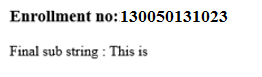 Enrollment no:130050131023
Final sub string : This is